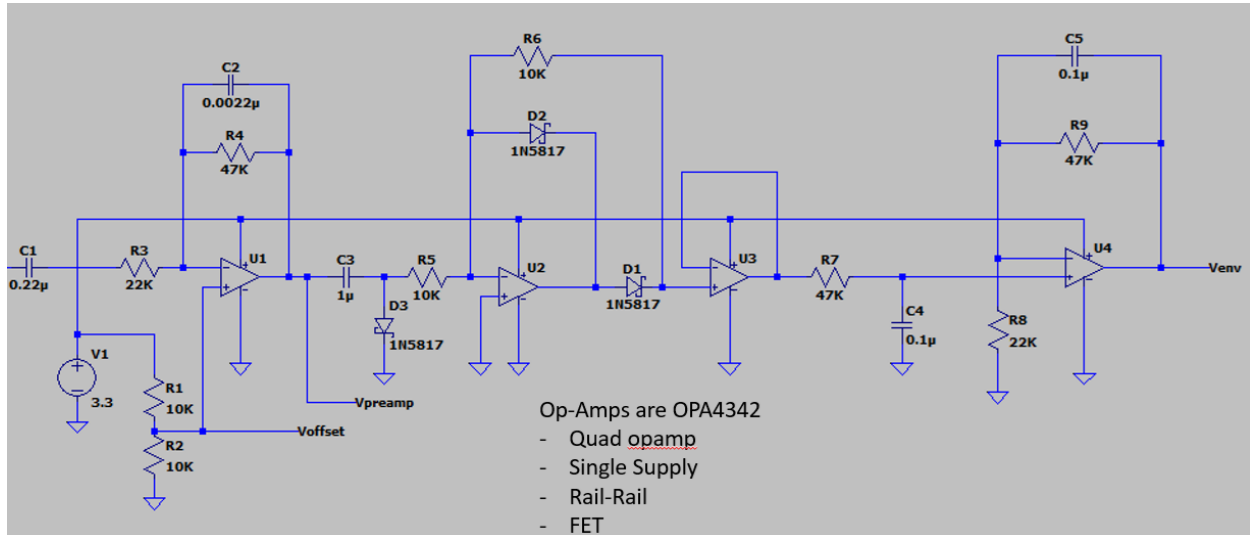 R6
10K
C5
0.1µ
C2
0.0022µ
D2
1N5817
R4
47K
R9
47K
C1
0.22µ
R3
22K
U1
C3
1µ
R5
10K
U2
D1
1N5817
U3
R7
47K
U4
Venv
D3
1N5817
C4
0.1µ
R8
22K
V1
3.3
R1
10K
Vpreamp
Voffset
R2
10K
Op-Amps are OPA4342
- Quad opamp
- Single Supply
- Rail-Rail
- FET